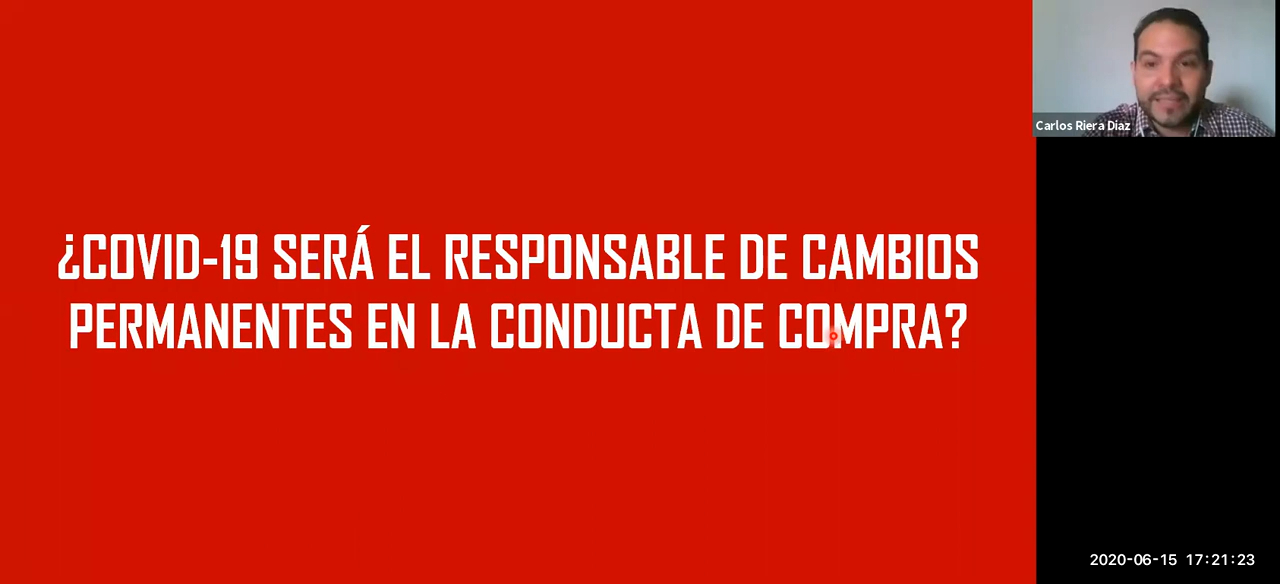 Carlos Riera Diaz
¿COVID-19 SERÁ EL RESPONSABLE DE CAMBIOS
PERMANENTES EN LA CONDUCTA DE COMPRA?
2020-06-15 17:21:23